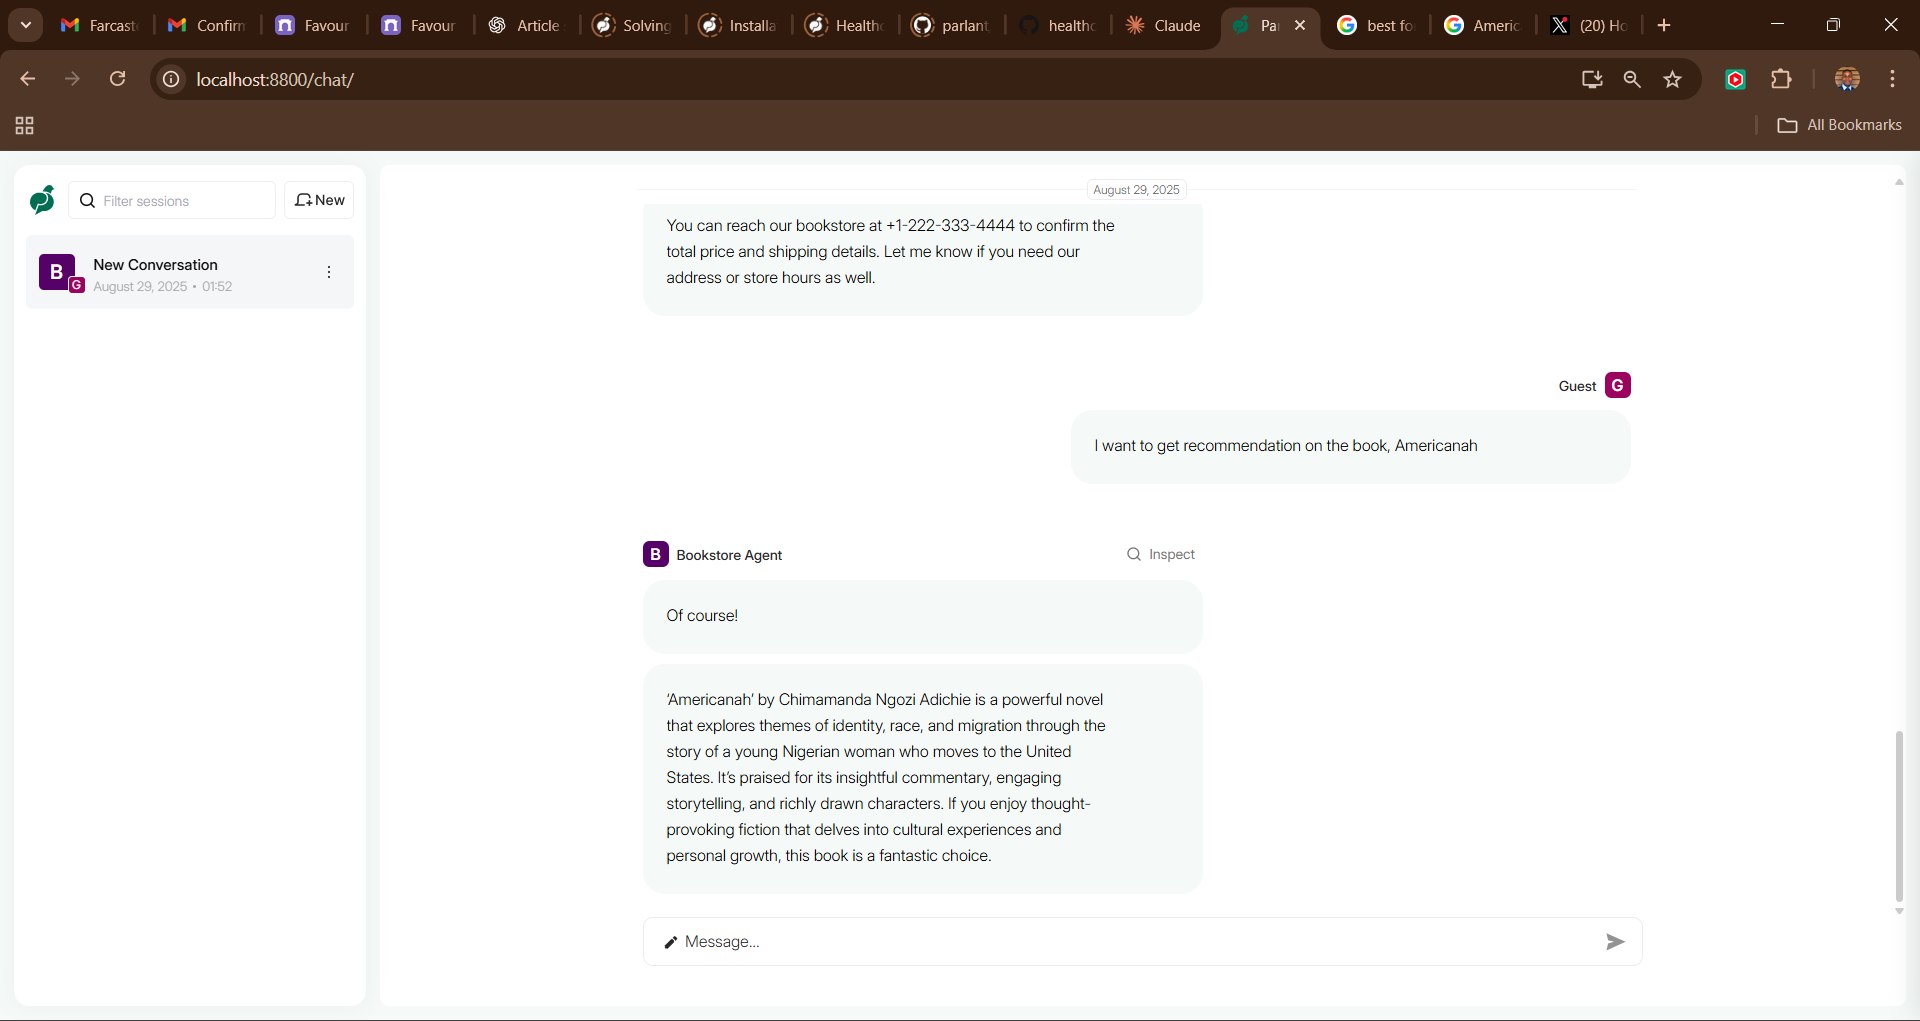 Farcast
Confirm
Favour
Favour
Article
Solving
Installa
Healthc
parlant
healthc
Claude
Pa
best fo
Americ
(20) Ho
localhost:8800/chat/
All Bookmarks
Filter sessions
New
B
G
New Conversation
August 29, 2025 • 01:52
August 29, 2025
You can reach our bookstore at +1-222-333-4444 to confirm the
total price and shipping details. Let me know if you need our
address or store hours as well.
Guest G
I want to get recommendation on the book, Americanah
B Bookstore Agent
Inspect
Of course!
‘Americanah’ by Chimamanda Ngozi Adichie is a powerful novel
that explores themes of identity, race, and migration through the
story of a young Nigerian woman who moves to the United
States. It’s praised for its insightful commentary, engaging
storytelling, and richly drawn characters. If you enjoy thought-
provoking fiction that delves into cultural experiences and
personal growth, this book is a fantastic choice.
Message...